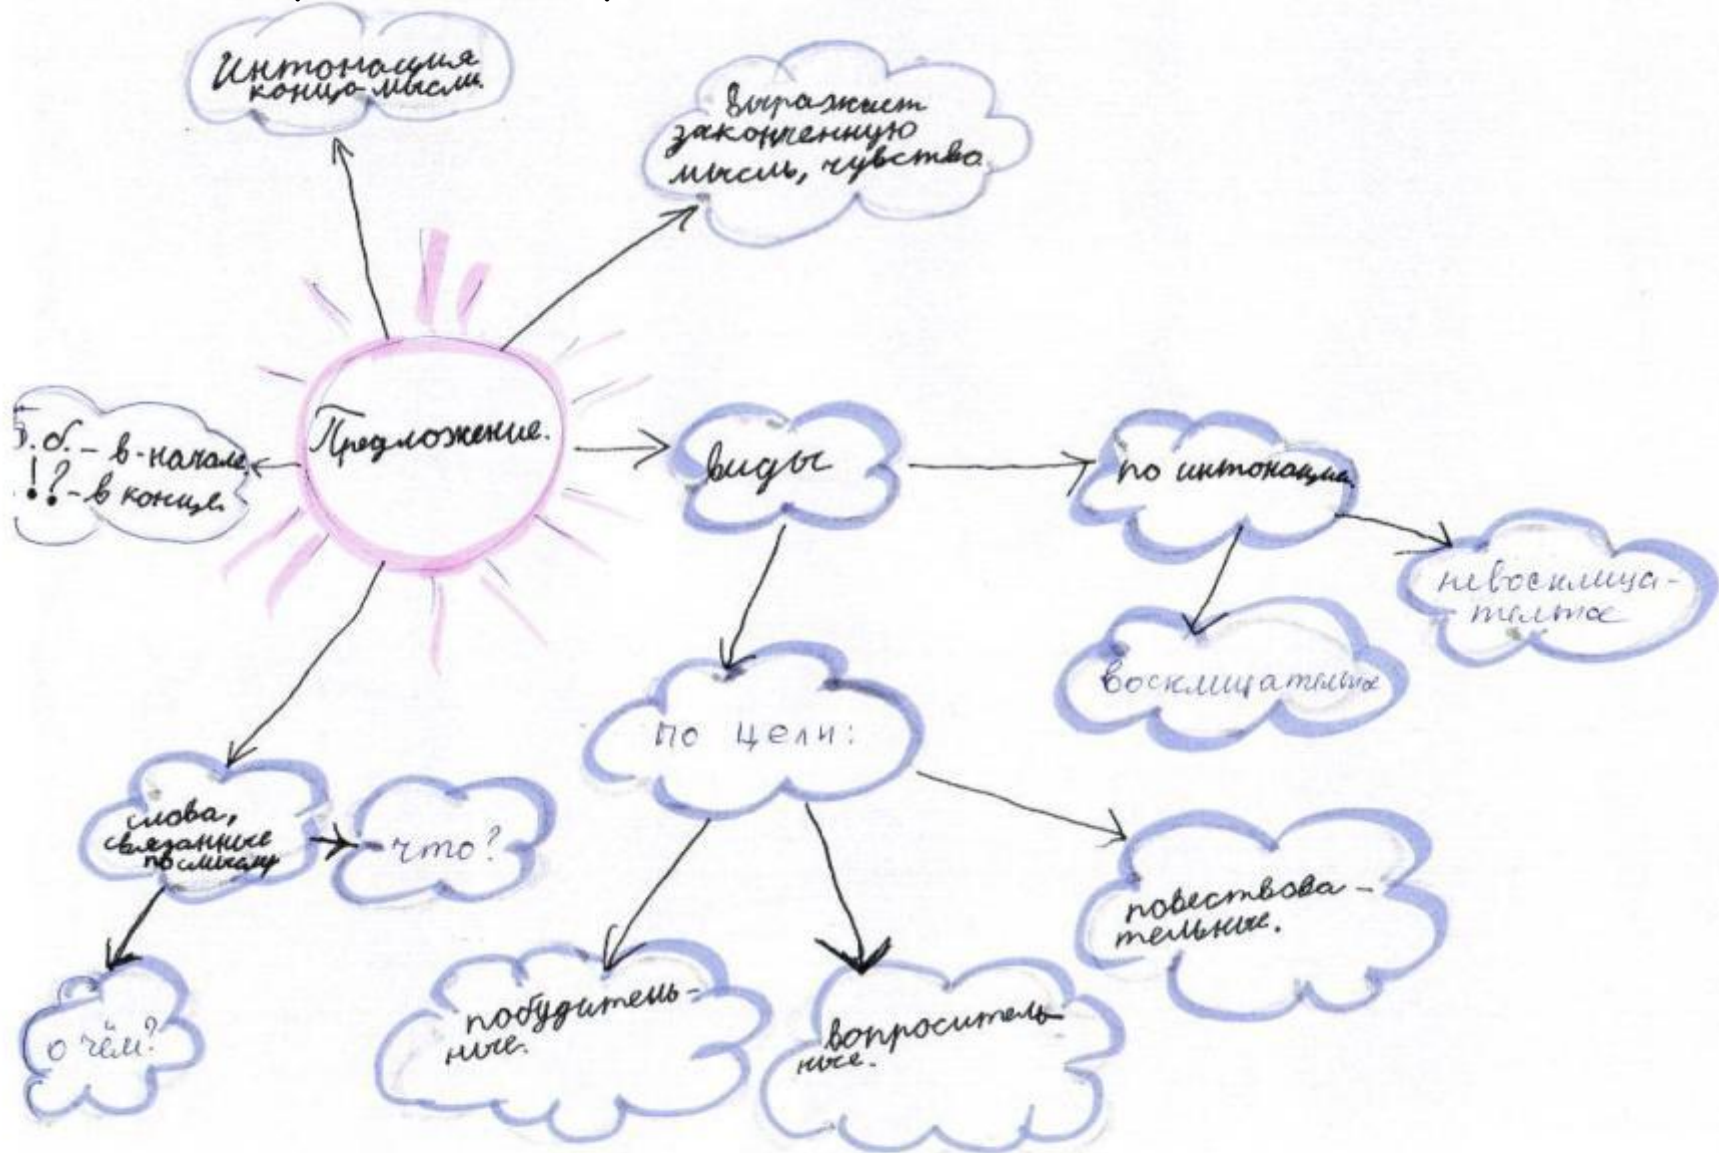 Интонация
конца мысли.
Выражает
законченную
мысль, чувство.
Предложение.
б. - в начале.
!? - в конце.
виды
по интонации.
невосклица-
тельные
восклицательные
по цели:
слова,
связанные
по смыслу
что?
о чём?
повествова-
тельные.
побудитель-
ные.
вопроситель
ные.